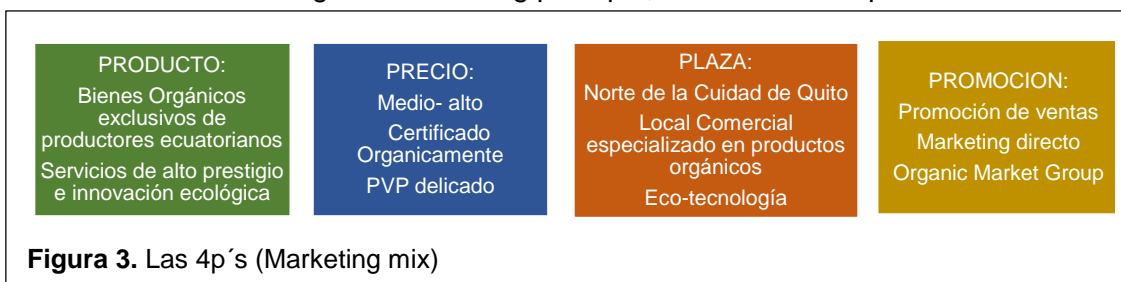 PRODUCTO:
Bienes Orgánicos
exclusivos de
productores ecuatorianos
Servicios de alto prestigio
e innovación ecológica
PRECIO:
Medio- alto
Certificado
Organicamente
PVP delicado
PLAZA:
Norte de la Cuidad de Quito
Local Comercial
especializado en productos
orgánicos
Eco-tecnología
PROMOCION:
Promoción de ventas
Marketing directo
Organic Market Group
Figura 3. Las 4p´s (Marketing mix)